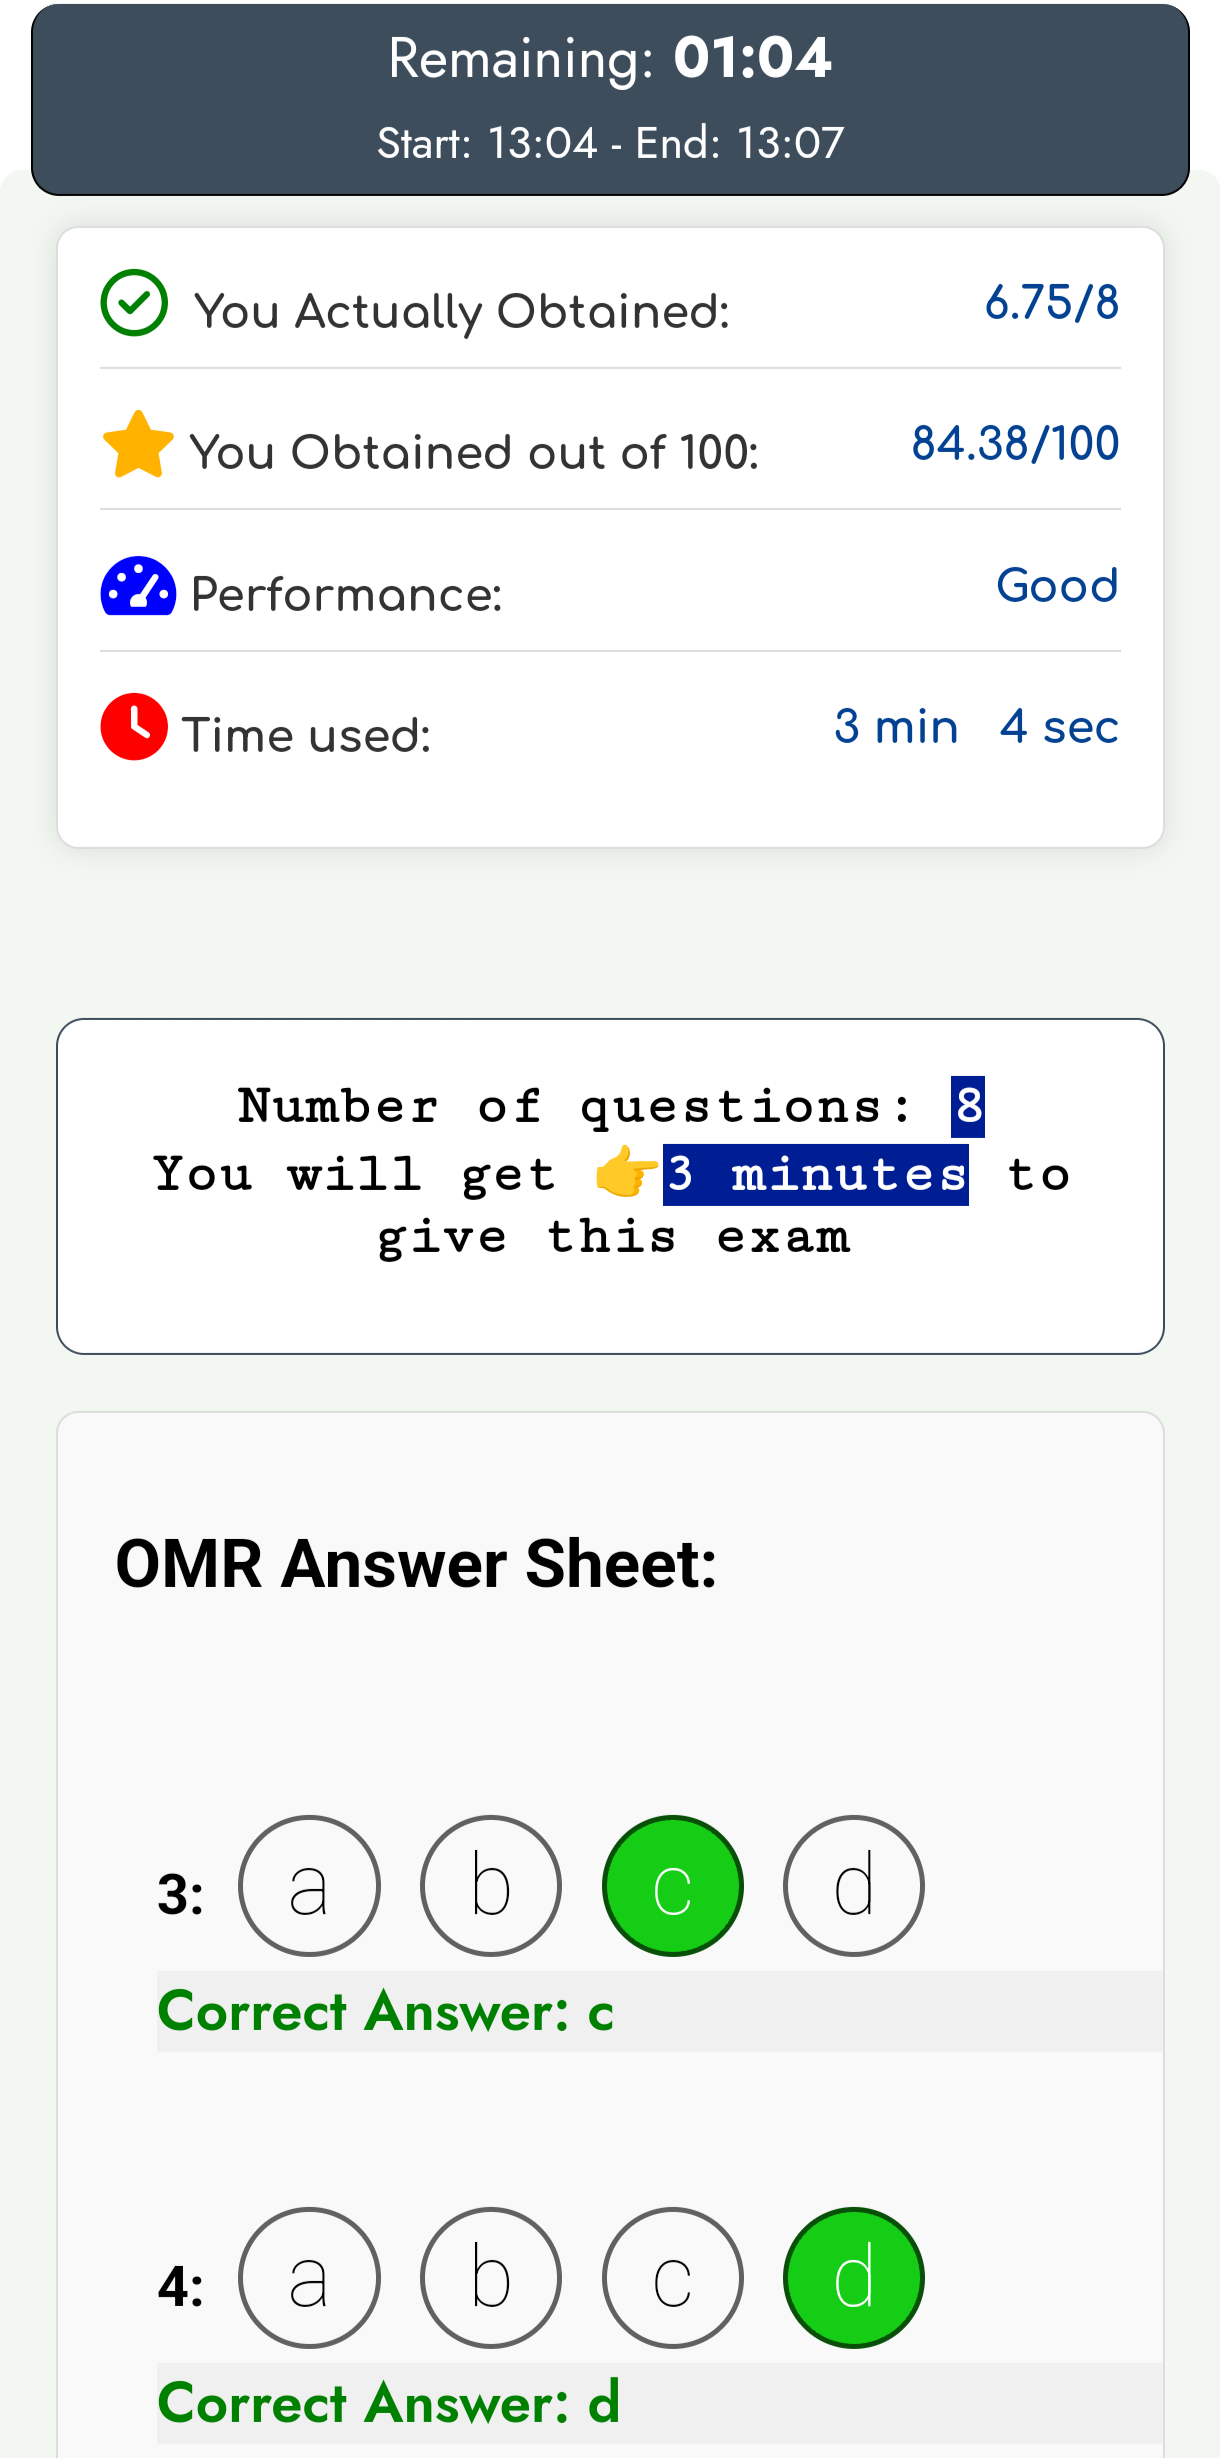 Remaining: 01:04
Start: 13:04 - End: 13:07
You Actually Obtained: 6.75/8
You Obtained out of 100: 84.38/100
Performance: Good
Time used: 3 min 4 sec
Number of questions: 8
You will get 👉3 minutes to
give this exam
OMR Answer Sheet:
3: a b c d
Correct Answer: c
4: a b c d
Correct Answer: d